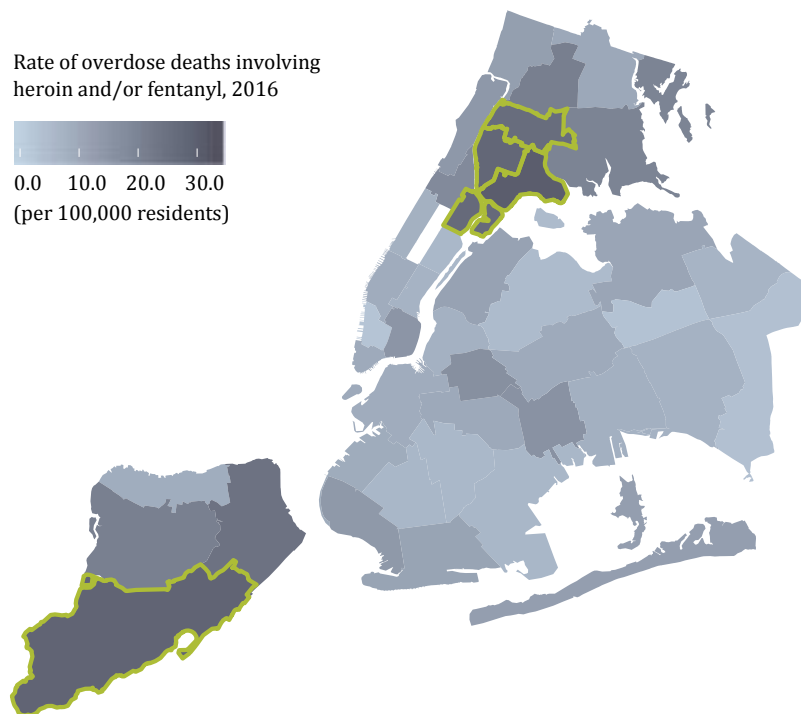 Rate of overdose deaths involving
heroin and/or fentanyl, 2016
0.0 10.0 20.0 30.0
(per 100,000 residents)